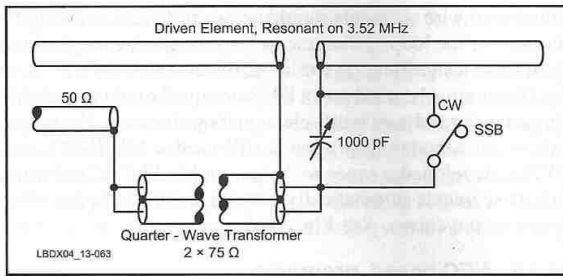 Driven Element, Resonant on 3.52 MHz
50 Ω
CW
SSB
1000 pF
Quarter - Wave Transformer
2 × 75 Ω
LBDX04_13-063